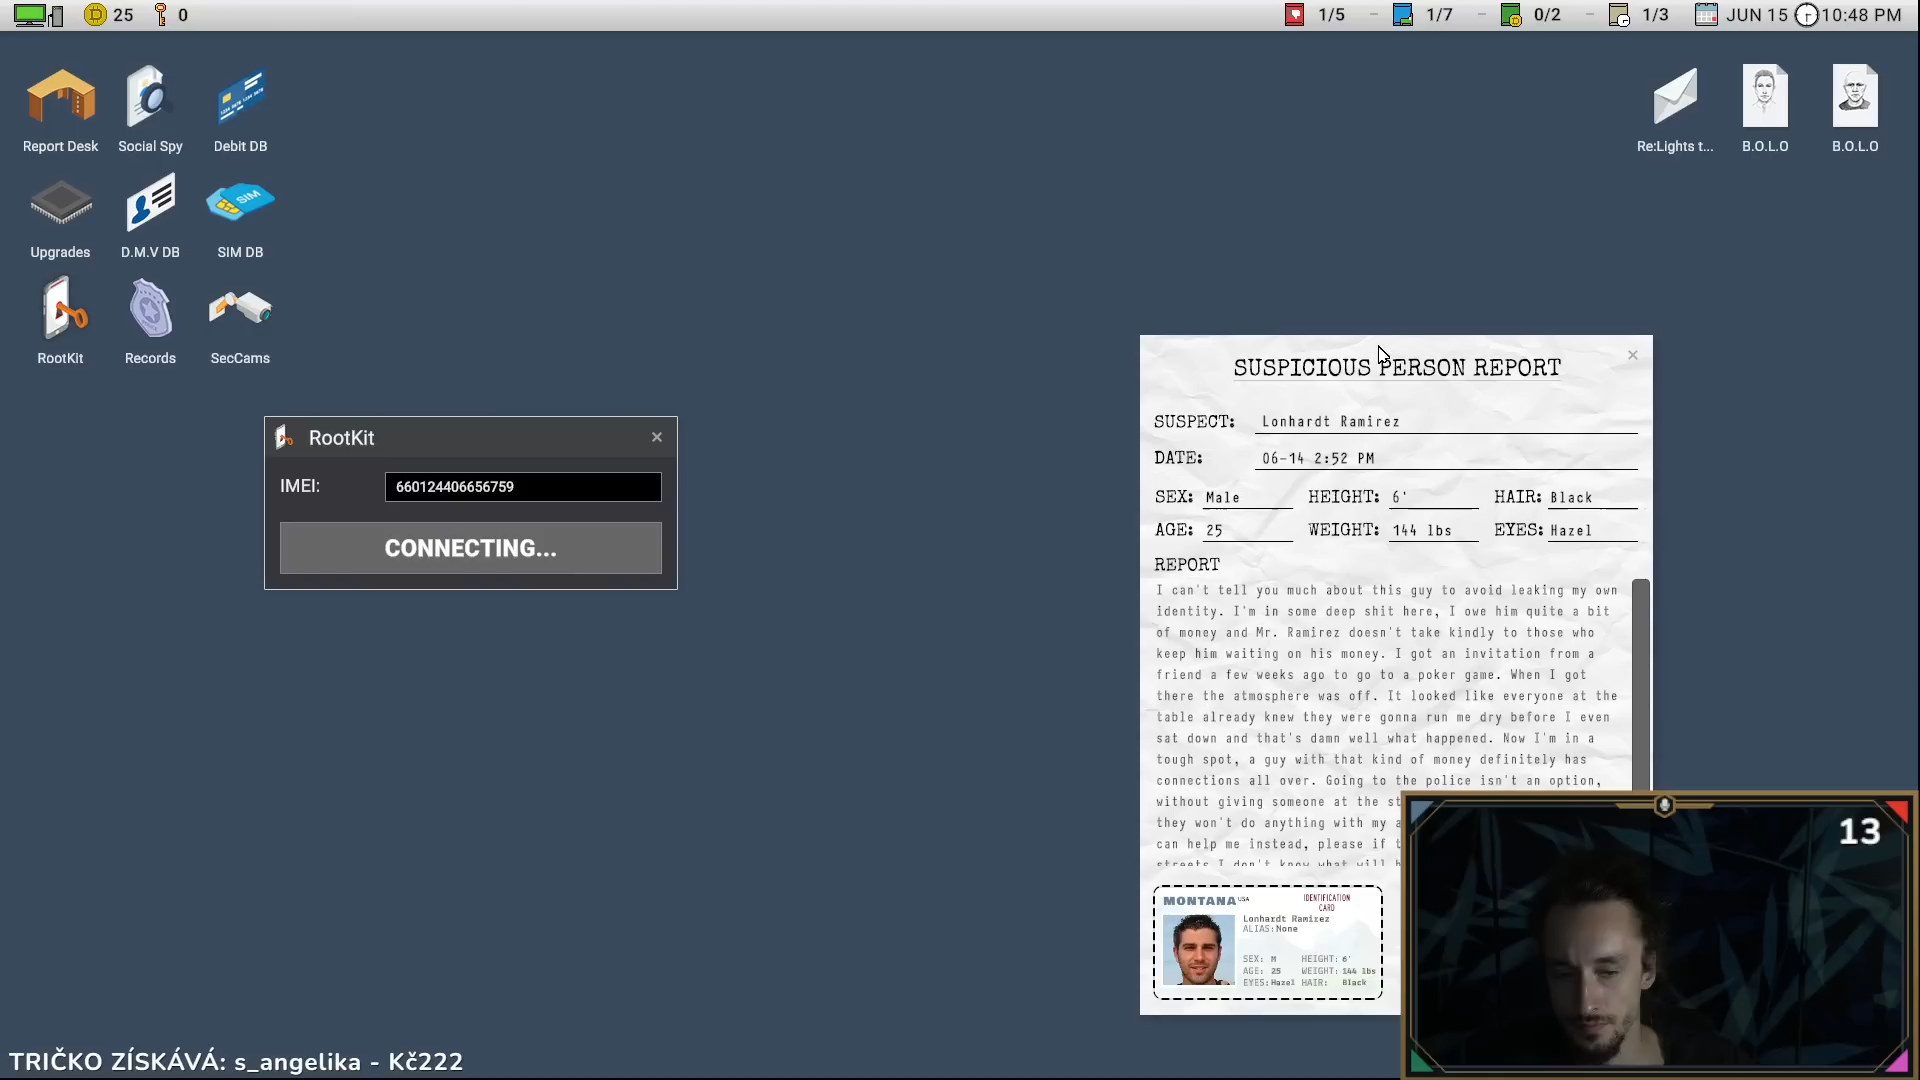 25
0
1/5
1/7
0/2
1/3
JUN 15
10:48 PM
Report Desk
Social Spy
Debit DB
Re:Lights t...
B.O.L.O
B.O.L.O
SIM
Upgrades
D.M.V DB
SIM DB
RootKit
Records
SecCams
RootKit
IMEI:
660124406656759
CONNECTING...
SUSPICIOUS PERSON REPORT
SUSPECT: Lonhardt Ramirez
DATE: 06-14 2:52 PM
SEX: Male HEIGHT: 6' HAIR: Black
AGE: 25 WEIGHT: 144 lbs EYES: Hazel
REPORT
I can't tell you much about this guy to avoid leaking my own
identity. I'm in some deep shit here, I owe him quite a bit
of money and Mr. Ramirez doesn't take kindly to those who
keep him waiting on his money. I got an invitation from a
friend a few weeks ago to go to a poker game. When I got
there the atmosphere was off. It looked like everyone at the
table already knew they were gonna run me dry before I even
sat down and that's damn well what happened. Now I'm in a
tough spot, a guy with that kind of money definitely has
connections all over. Going to the police isn't an option,
without giving someone at the
they won't do anything with my
can help me instead, please if
streets I don't know what will
MONTANA USA
IDENTIFICATION
CARD
Lonhardt Ramirez
ALIAS: None
SEX: M HEIGHT: 6'
AGE: 25 WEIGHT: 144 lbs
EYES: Hazel HAIR: Black
13
TRIČKO ZÍSKÁVÁ: s_angelika - Kč222